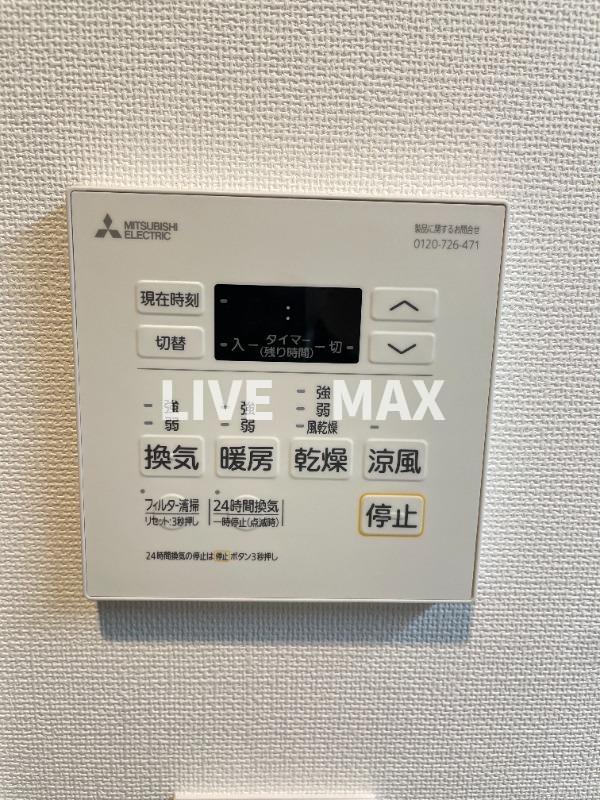 MITSUBISHI
ELECTRIC
製品に関するお問合せ
0120-726-471
現在時刻
:
切替
入 タイマー 切
(残り時間)
LIVE MAX
強 強 強
弱 弱 弱
風乾燥
換気 暖房 乾燥 涼風
フィルター清掃 24時間換気
リセット:3秒押し 一時停止(点滅時)
停止
24時間換気の停止は 停止 ボタン3秒押し